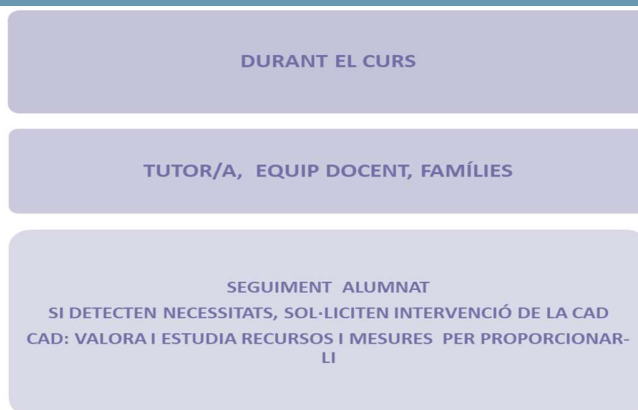 DURANT EL CURS
TUTOR/A, EQUIP DOCENT, FAMÍLIES
SEGUIMENT ALUMNAT
SI DETECTEN NECESSITATS, SOL·LICITEN INTERVENCIÓ DE LA CAD
CAD: VALORA I ESTUDIA RECURSOS I MESURES PER PROPORCIONAR-
LI